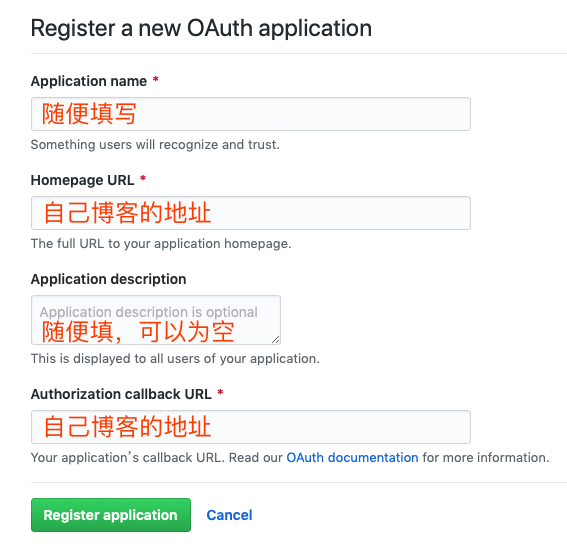 Register a new OAuth application
Application name *
随便填写
Something users will recognize and trust.
Homepage URL *
自己博客的地址
The full URL to your application homepage.
Application description
Application description is optional
随便填，可以为空
This is displayed to all users of your application.
Authorization callback URL *
自己博客的地址
Your application's callback URL. Read our OAuth documentation for more information.
Register application Cancel